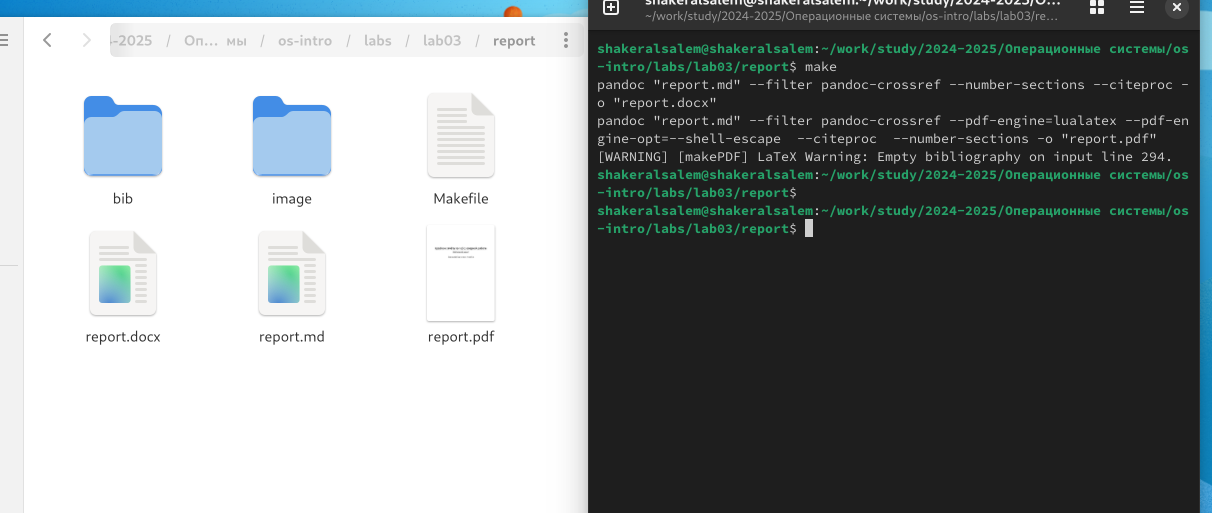 -2025 / Оп... мы / os-intro / labs / lab03 / report
bib
image
Makefile
report.docx
report.md
report.pdf
shakeralsalem@shakeralsalem:~/work/study/2024-2025/О...
~/work/study/2024-2025/Операционные системы/os-intro/labs/lab03/re...
shakeralsalem@shakeralsalem:~/work/study/2024-2025/Операционные системы/os
-intro/labs/lab03/report$ make
pandoc "report.md" --filter pandoc-crossref --number-sections --citeproc -
o "report.docx"
pandoc "report.md" --filter pandoc-crossref --pdf-engine=lualatex --pdf-en
gine-opt=--shell-escape  --citeproc  --number-sections -o "report.pdf"
[WARNING] [makePDF] LaTeX Warning: Empty bibliography on input line 294.
shakeralsalem@shakeralsalem:~/work/study/2024-2025/Операционные системы/os
-intro/labs/lab03/report$
shakeralsalem@shakeralsalem:~/work/study/2024-2025/Операционные системы/os
-intro/labs/lab03/report$